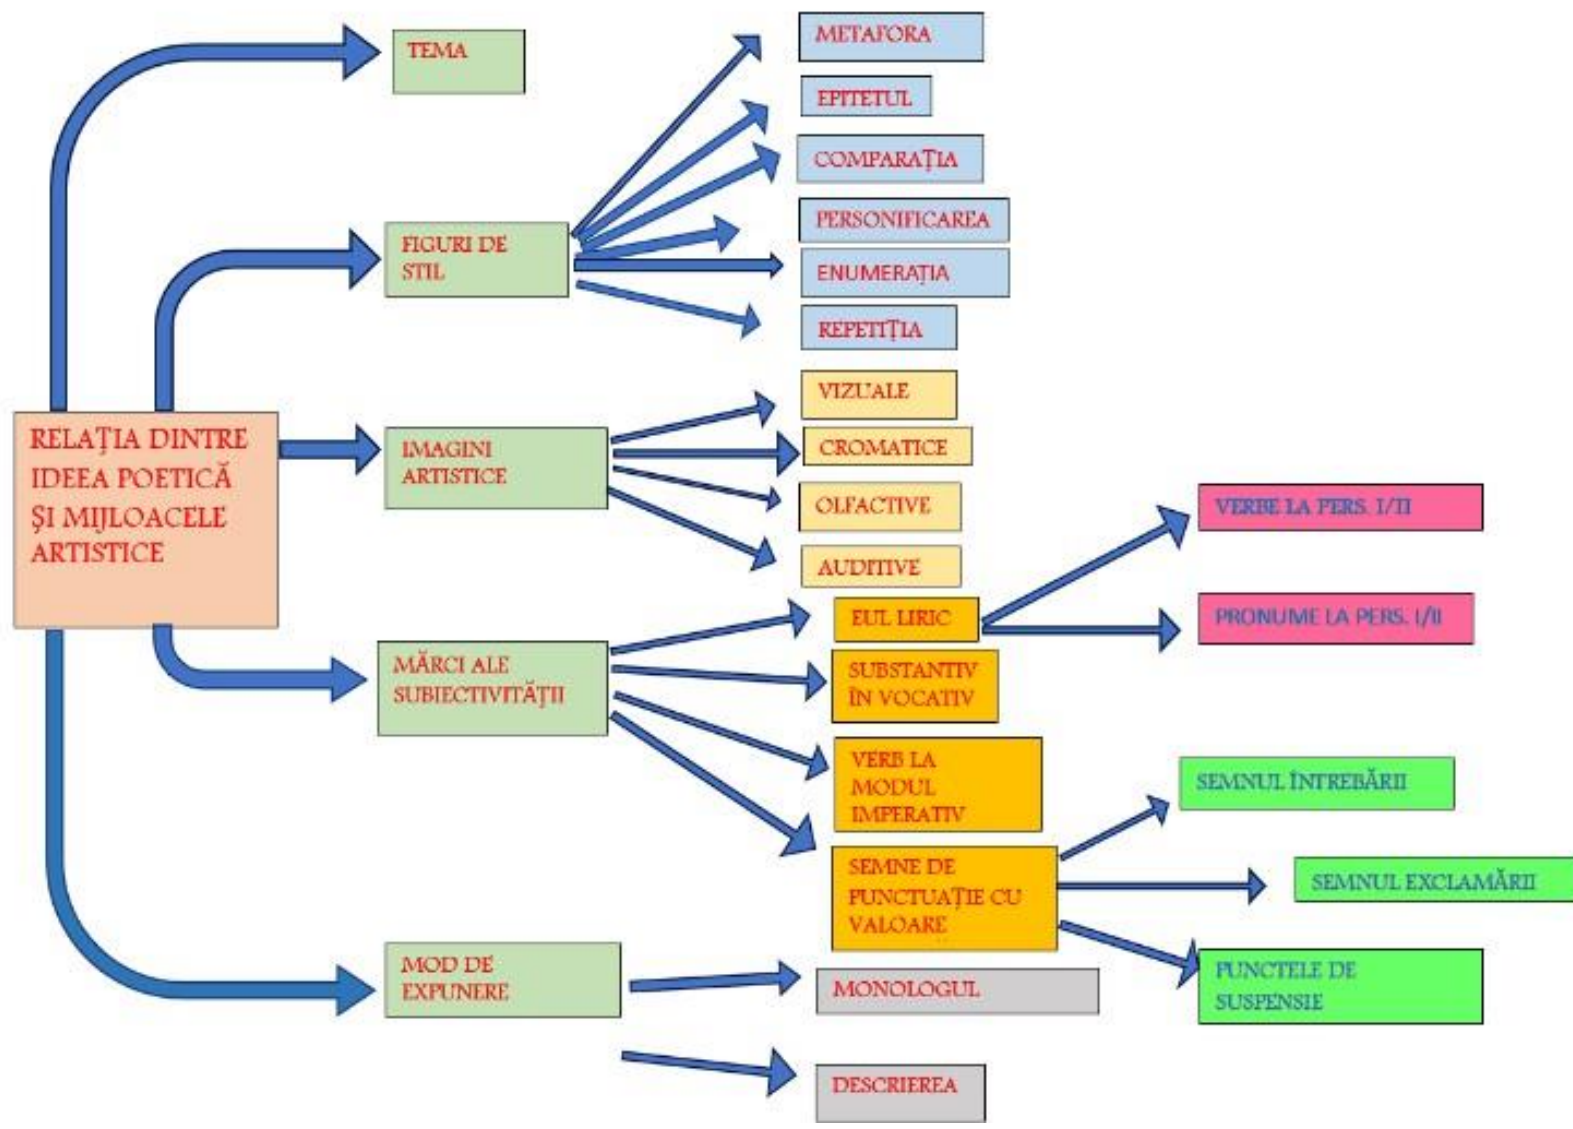 TEMA
METAFORA
EPITETUL
COMPARAȚIA
PERSONIFICAREA
FIGURI DE
STIL
ENUMERAȚIA
REPETIȚIA
RELAȚIA DINTRE
IDEEA POETICĂ
ȘI MIJLOACELE
ARTISTICE
IMAGINI
ARTISTICE
VIZUALE
CROMATICE
OLFACTIVE
AUDITIVE
MĂRCI ALE
SUBIECTIVITĂȚII
EUL LIRIC
VERBE LA PERS. I/II
PRONUME LA PERS. I/II
SUBSTANTIV
ÎN VOCATIV
VERB LA
MODUL
IMPERATIV
SEMNE DE
PUNCTUAȚIE CU
VALOARE
SEMNUL ÎNTREBĂRII
SEMNUL EXCLAMĂRII
PUNCTELE DE
SUSPENSIE
MOD DE
EXPUNERE
MONOLOGUL
DESCRIEREA